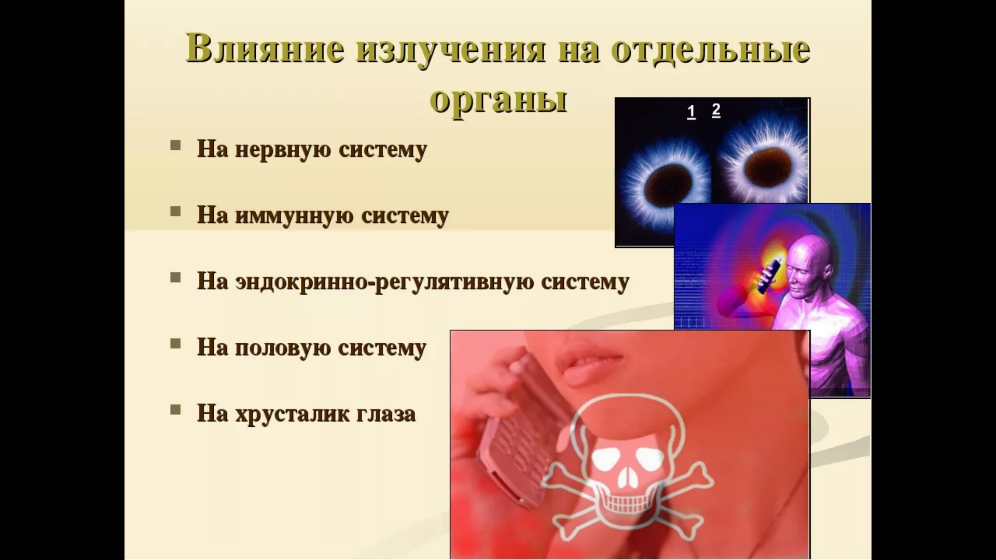 Влияние излучения на отдельные
органы
1 2
На нервную систему
На иммунную систему
На эндокринно-регулятивную систему
На половую систему
На хрусталик глаза